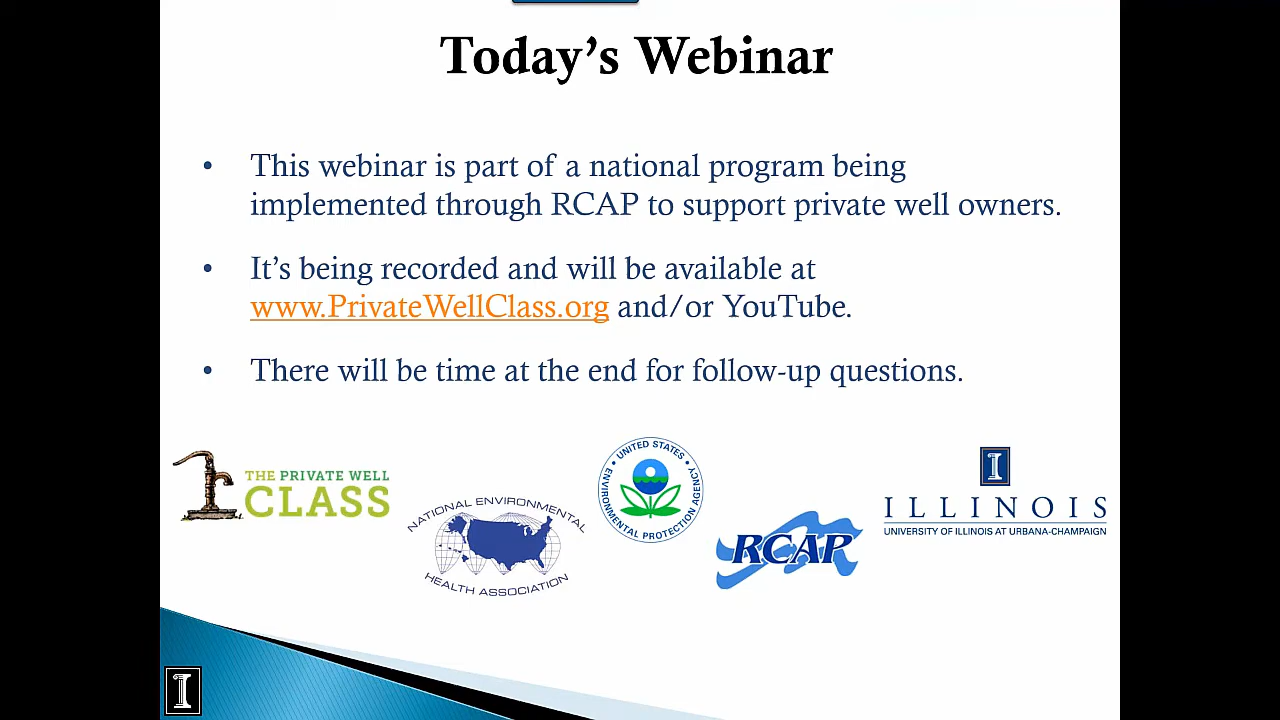 Today’s Webinar
• This webinar is part of a national program being
implemented through RCAP to support private well owners.
• It’s being recorded and will be available at
www.PrivateWellClass.org and/or YouTube.
• There will be time at the end for follow-up questions.
THE PRIVATE WELL
CLASS
NATIONAL ENVIRONMENTAL
HEALTH ASSOCIATION
UNITED STATES
ENVIRONMENTAL PROTECTION AGENCY
RCAP
I
ILLINOIS
UNIVERSITY OF ILLINOIS AT URBANA-CHAMPAIGN
I